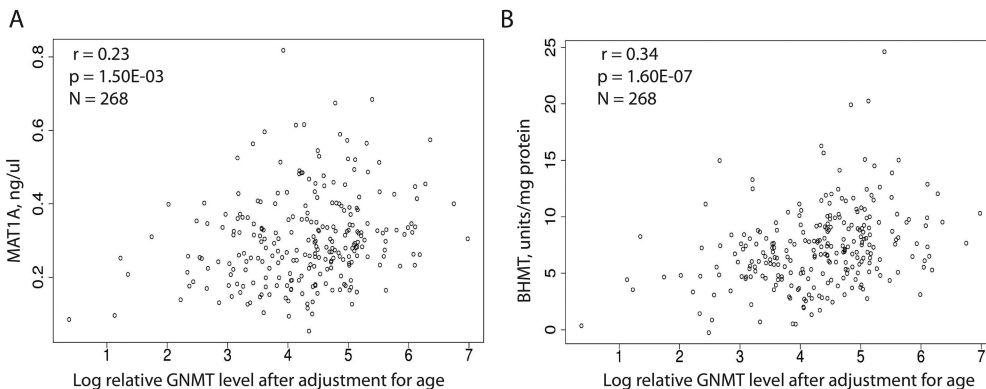 A
r = 0.23
p = 1.50E-03
N = 268
0.8
0.6
0.4
0.2
MAT1A, ng/ul
1 2 3 4 5 6 7
Log relative GNMT level after adjustment for age
B
r = 0.34
p = 1.60E-07
N = 268
25
20
15
10
5
0
BHMT, units/mg protein
1 2 3 4 5 6 7
Log relative GNMT level after adjustment for age